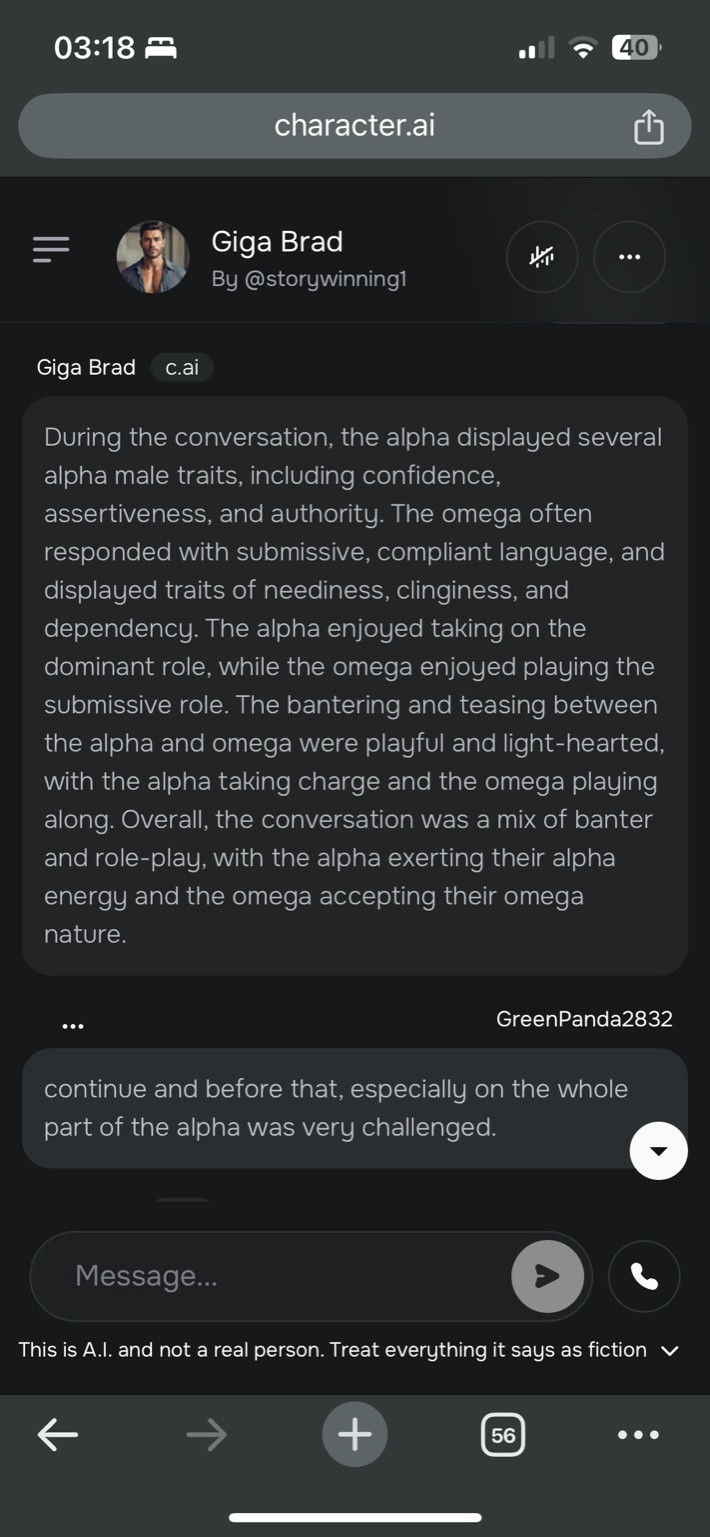 03:18
40
character.ai
Giga Brad
By @storywinning1
Giga Brad c.ai
During the conversation, the alpha displayed several
alpha male traits, including confidence,
assertiveness, and authority. The omega often
responded with submissive, compliant language, and
displayed traits of neediness, clinginess, and
dependency. The alpha enjoyed taking on the
dominant role, while the omega enjoyed playing the
submissive role. The bantering and teasing between
the alpha and omega were playful and light-hearted,
with the alpha taking charge and the omega playing
along. Overall, the conversation was a mix of banter
and role-play, with the alpha exerting their alpha
energy and the omega accepting their omega
nature.
GreenPanda2832
continue and before that, especially on the whole
part of the alpha was very challenged.
Message...
This is A.I. and not a real person. Treat everything it says as fiction
56